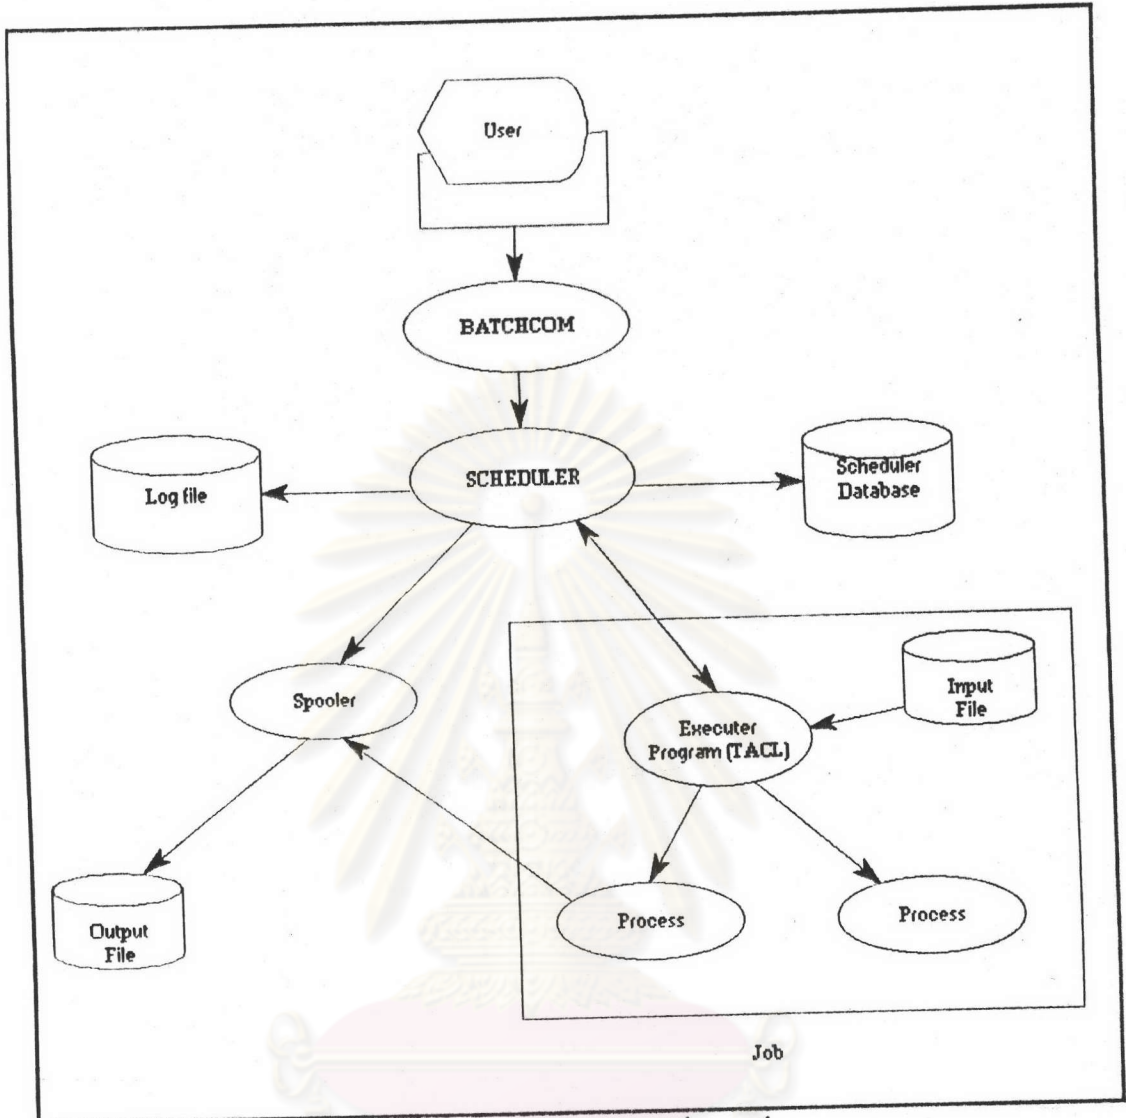 User
BATCHCOM
SCHEDULER
Log file
Scheduler
Database
Spooler
Input
File
Executer
Program (TACL)
Process
Process
Output
File
Job